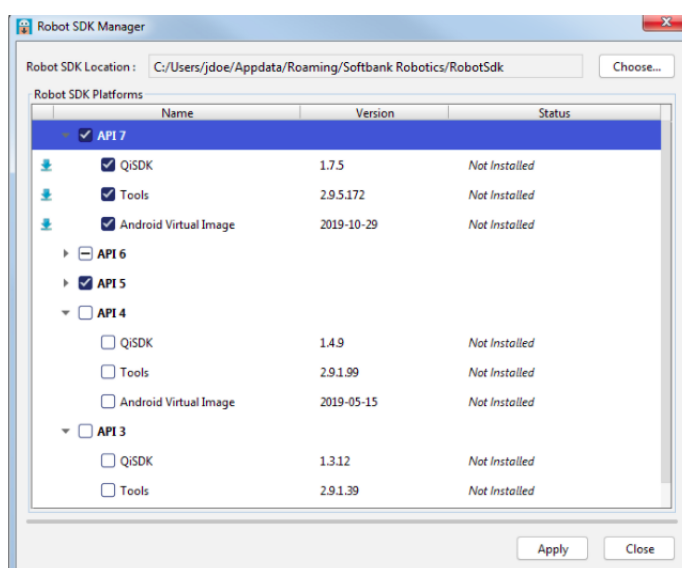 Robot SDK Manager
Robot SDK Location : C:/Users/jdoe/Appdata/Roaming/Softbank Robotics/RobotSdk Choose...
Robot SDK Platforms
Name Version Status
API 7
QiSDK 1.7.5 Not Installed
Tools 2.9.5.172 Not Installed
Android Virtual Image 2019-10-29 Not Installed
API 6
API 5
API 4
QiSDK 1.4.9 Not Installed
Tools 2.9.1.99 Not Installed
Android Virtual Image 2019-05-15 Not Installed
API 3
QiSDK 1.3.12 Not Installed
Tools 2.9.1.39 Not Installed
Apply Close